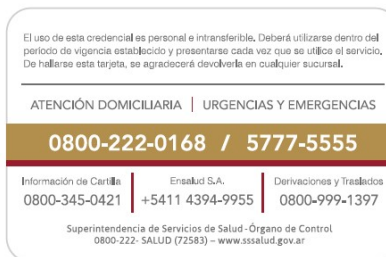 El uso de esta credencial es personal e intransferible. Deberá utilizarse dentro del
período de vigencia establecido y presentarse cada vez que se utilice el servicio.
De hallarse esta tarjeta, se agradecerá devolverla en cualquier sucursal.
ATENCIÓN DOMICILIARIA | URGENCIAS Y EMERGENCIAS
0800-222-0168 / 5777-5555
Información de Cartilla
0800-345-0421
Ensalud S.A.
+5411 4394-9955
Derivaciones y Traslados
0800-999-1397
Superintendencia de Servicios de Salud - Órgano de Control
0800-222- SALUD (72583) – www.sssalud.gov.ar